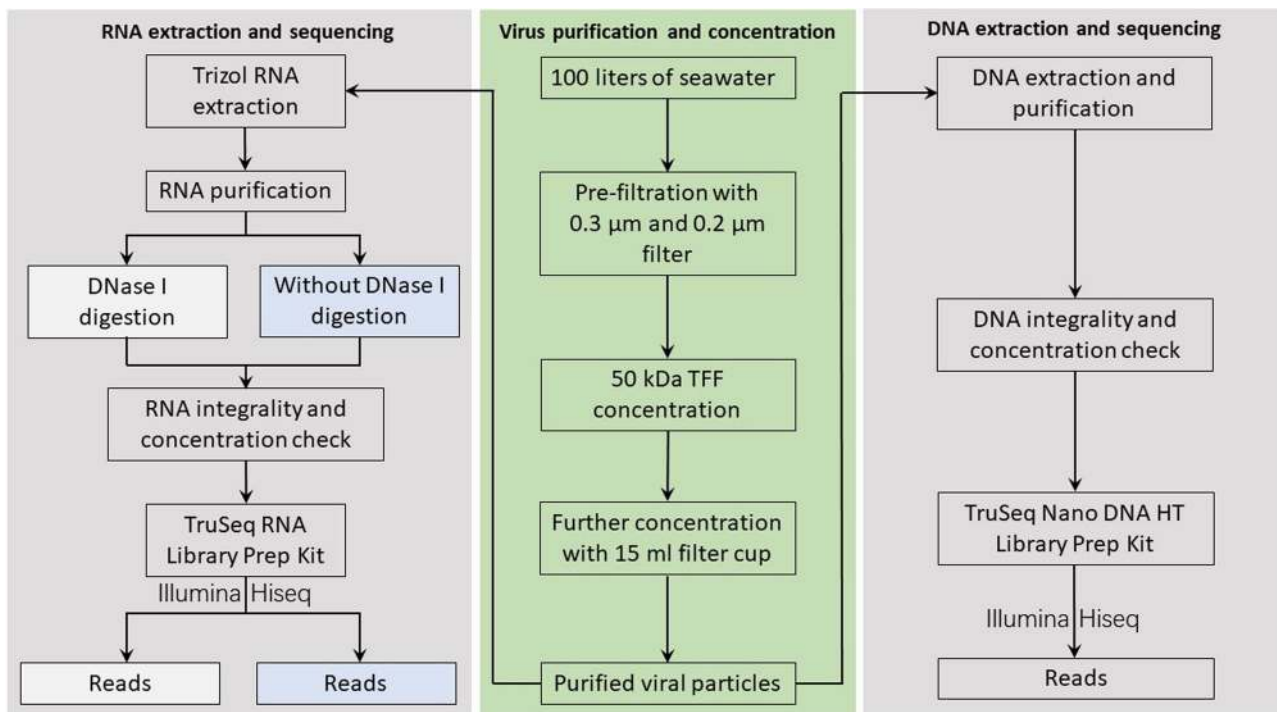 RNA extraction and sequencing
Trizol RNA
extraction
RNA purification
DNase I
digestion
Without DNase I
digestion
RNA integrality and
concentration check
TruSeq RNA
Library Prep Kit
Illumina Hiseq
Reads
Reads
Virus purification and concentration
100 liters of seawater
Pre-filtration with
0.3 μm and 0.2 μm
filter
50 kDa TFF
concentration
Further concentration
with 15 ml filter cup
Purified viral particles
DNA extraction and sequencing
DNA extraction and
purification
DNA integrality and
concentration check
TruSeq Nano DNA HT
Library Prep Kit
Illumina Hiseq
Reads